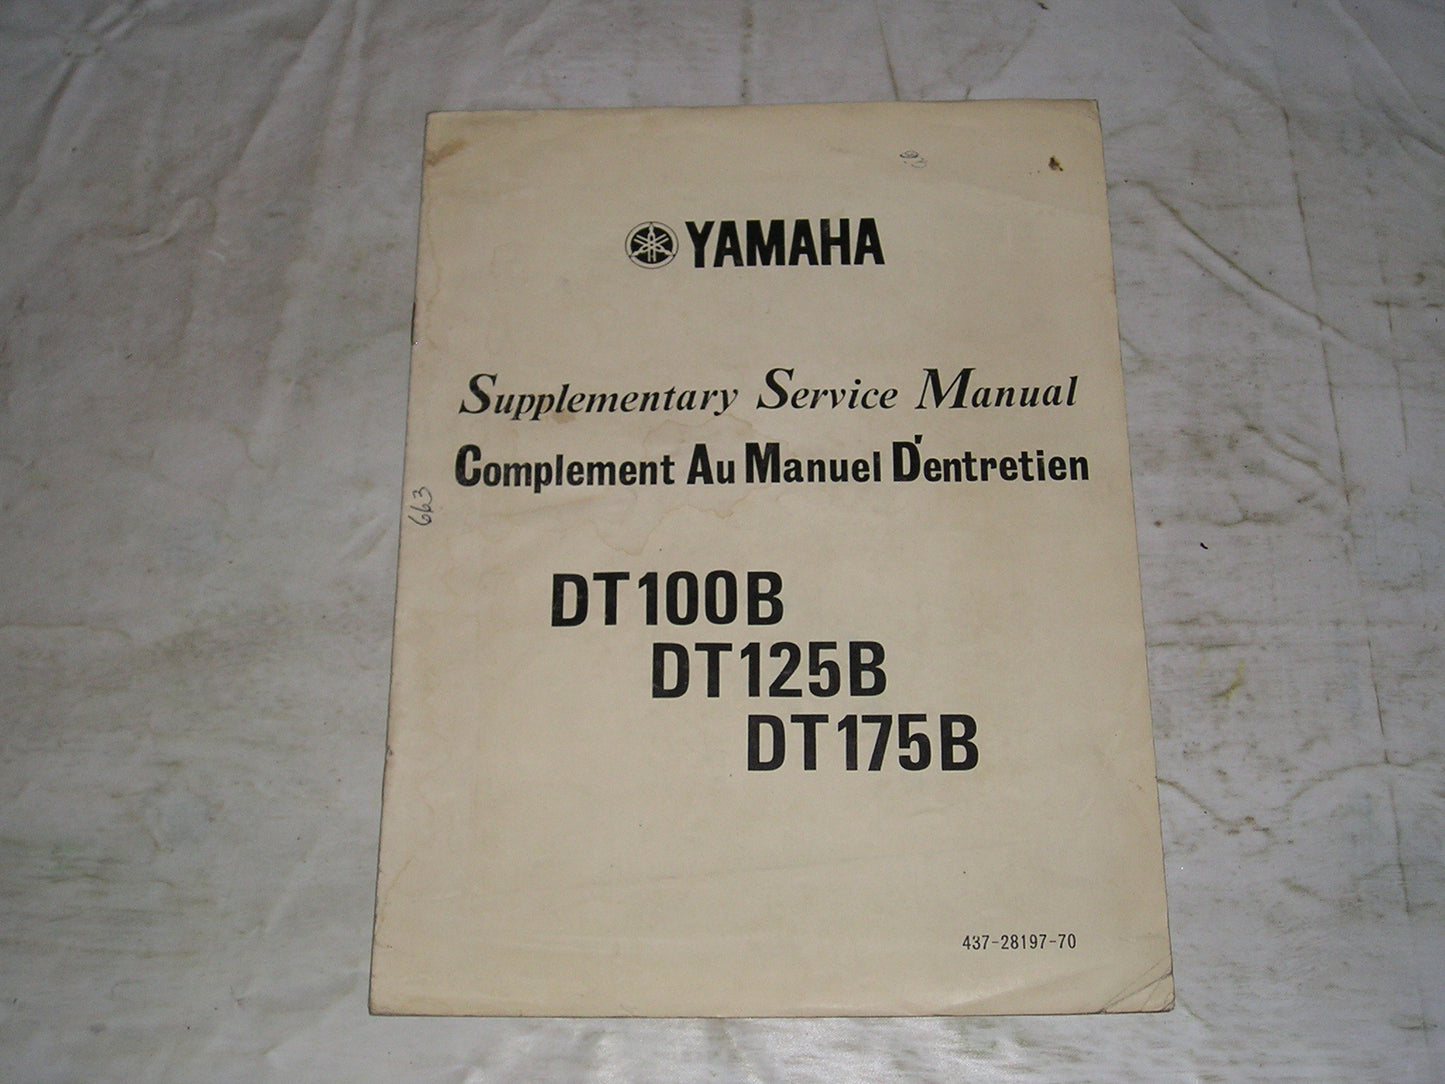 YAMAHA
Supplementary Service Manual
Complement Au Manuel D'entretien
663
DT100B
DT125B
DT175B
437-28197-70